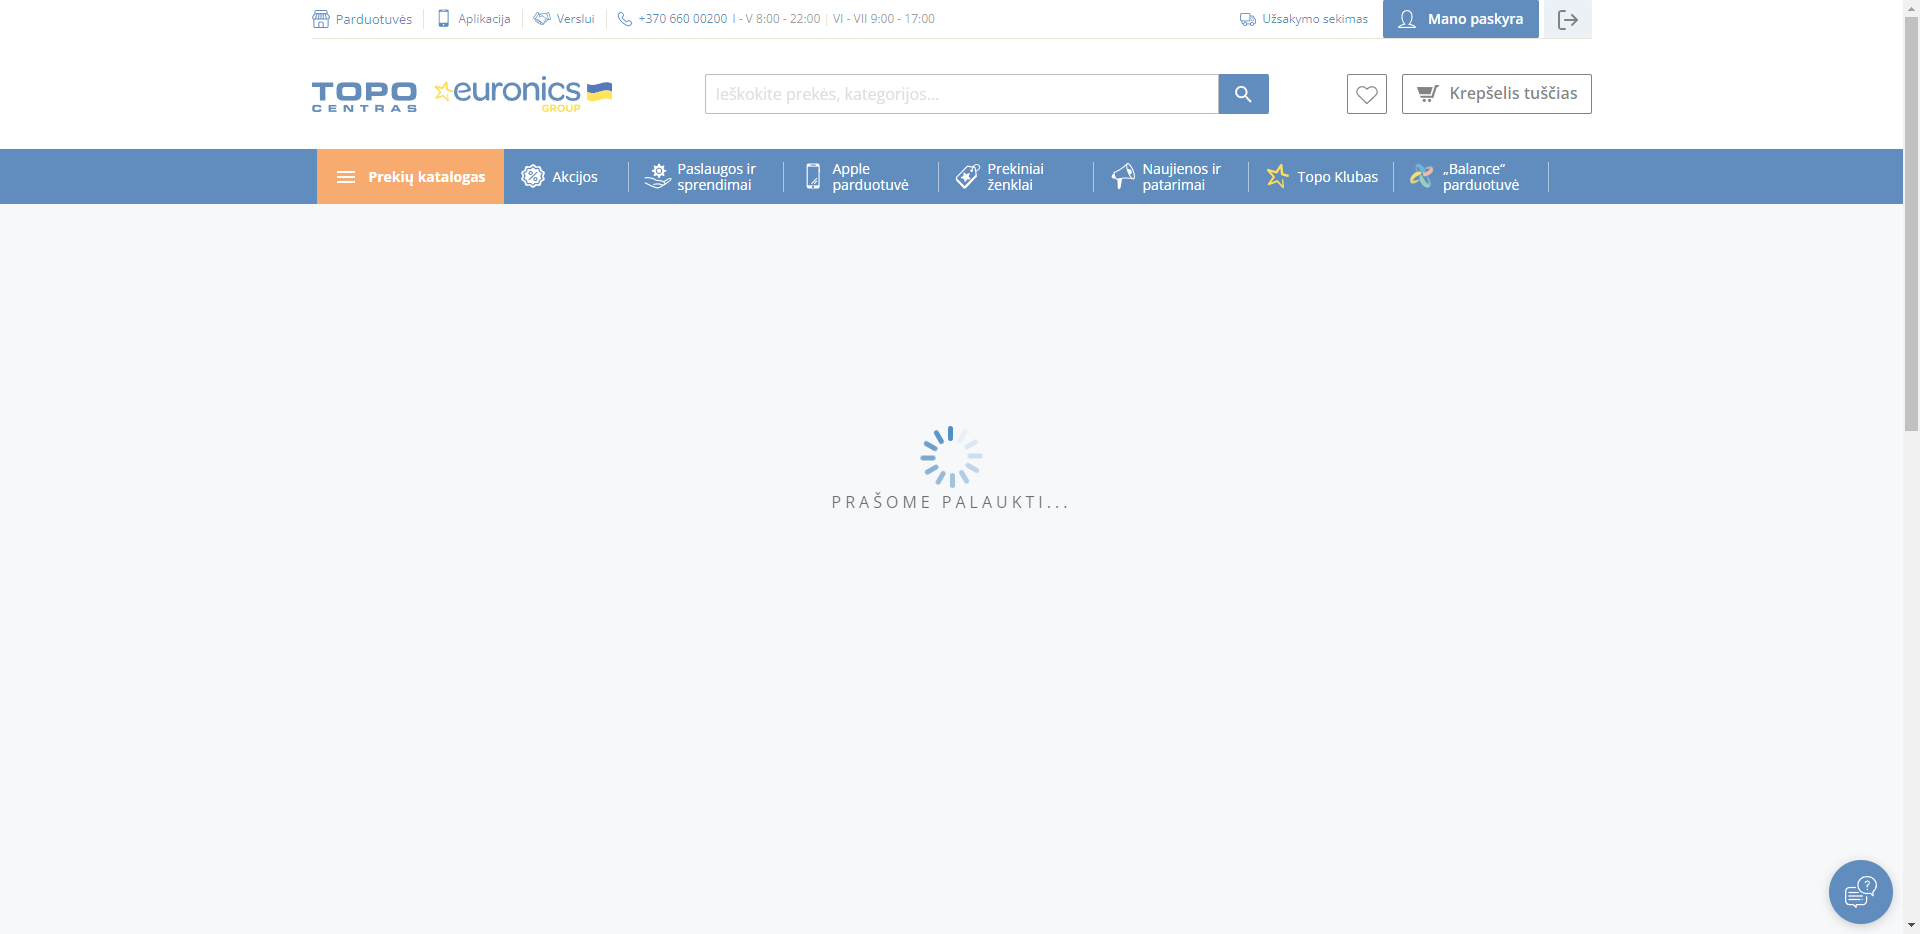 Parduotuvės
Aplikacija
Verslui
+370 660 00200 I - V 8:00 - 22:00 | VI - VII 9:00 - 17:00
Užsakymo sekimas
Mano paskyra
TOPO
CENTRAS
euronics
GROUP
Ieškokite prekės, kategorijos...
Krepšelis tuščias
Prekių katalogas
Akcijos
Paslaugos ir
sprendimai
Apple
parduotuvė
Prekiniai
ženklai
Naujienos ir
patarimai
Topo Klubas
„Balance“
parduotuvė
PRAŠOME PALAUKTI...